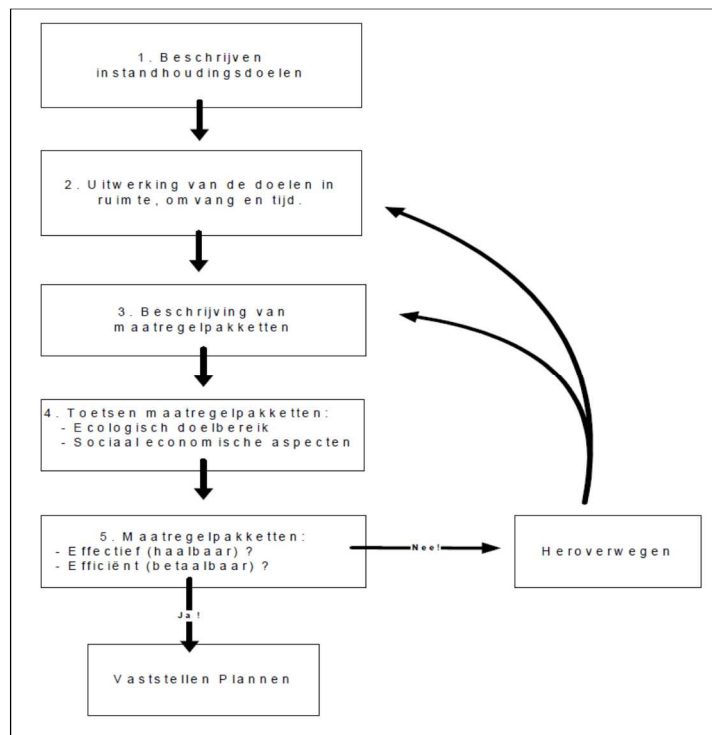 1. Beschrijven
instandhoudingsdoelen
2. Uitwerking van de doelen in
ruimte, omvang en tijd.
3. Beschrijving van
maatregelpakketten
4. Toetsen maatregelpakketten:
- Ecologisch doelbereik
- Sociaal economische aspecten
5. Maatregelpakketten:
- Effectief (haalbaar) ?
- Efficiënt (betaalbaar) ?
Nee!
Heroverwegen
Ja!
Vaststellen Plannen